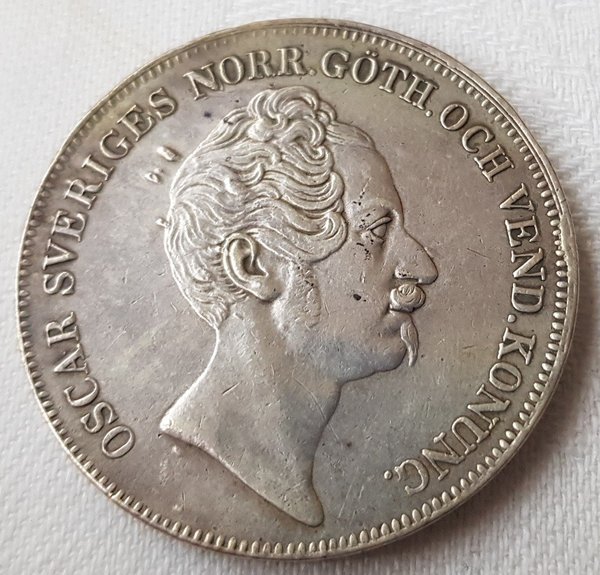 OSCAR SVERIGES NORR. GÖTH. OCH VEND. KONUNG.